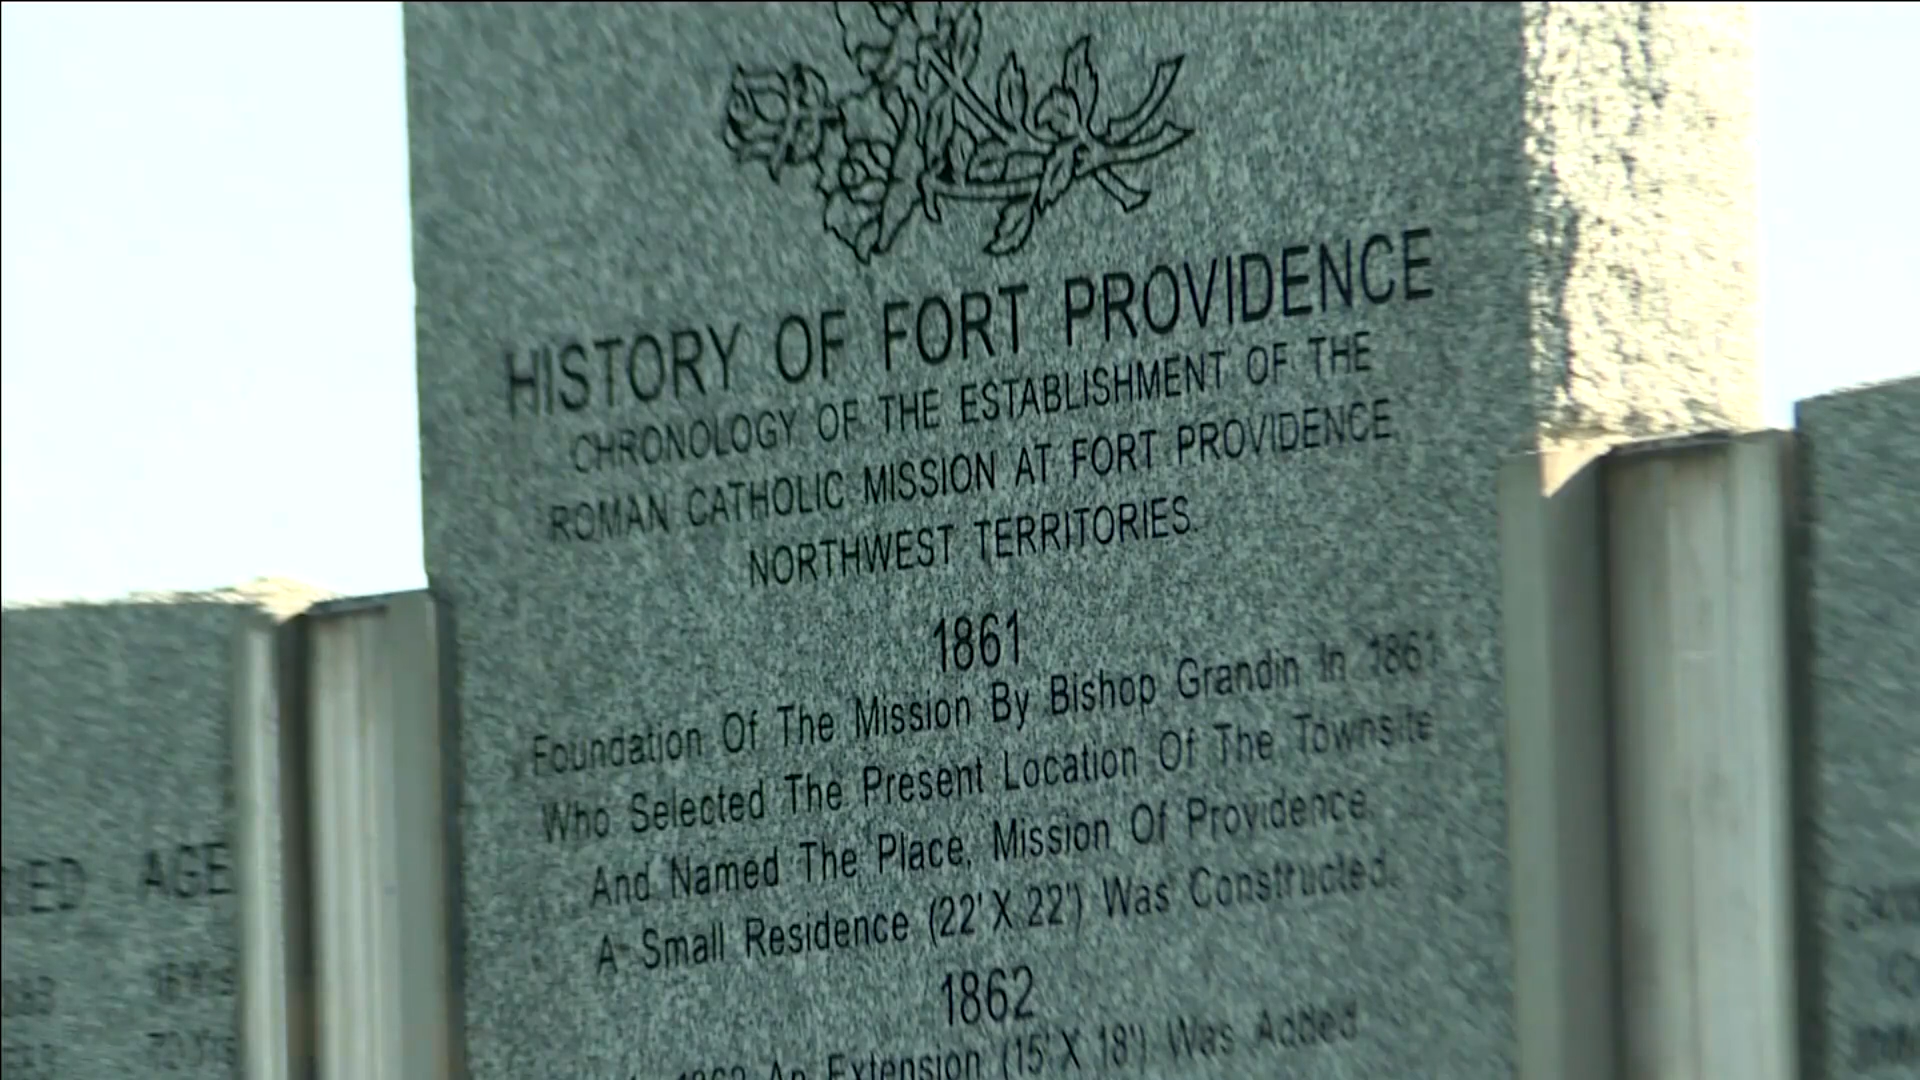 HISTORY OF FORT PROVIDENCE
CHRONOLOGY OF THE ESTABLISHMENT OF THE
ROMAN CATHOLIC MISSION AT FORT PROVIDENCE
NORTHWEST TERRITORIES.
1861
Foundation Of The Mission By Bishop Grandin In 1861
Who Selected The Present Location Of The Townsite
And Named The Place, Mission Of Providence.
A Small Residence (22' X 22') Was Constructed.
1862
1862 An Extension (15' X 18') Was Added
AGE